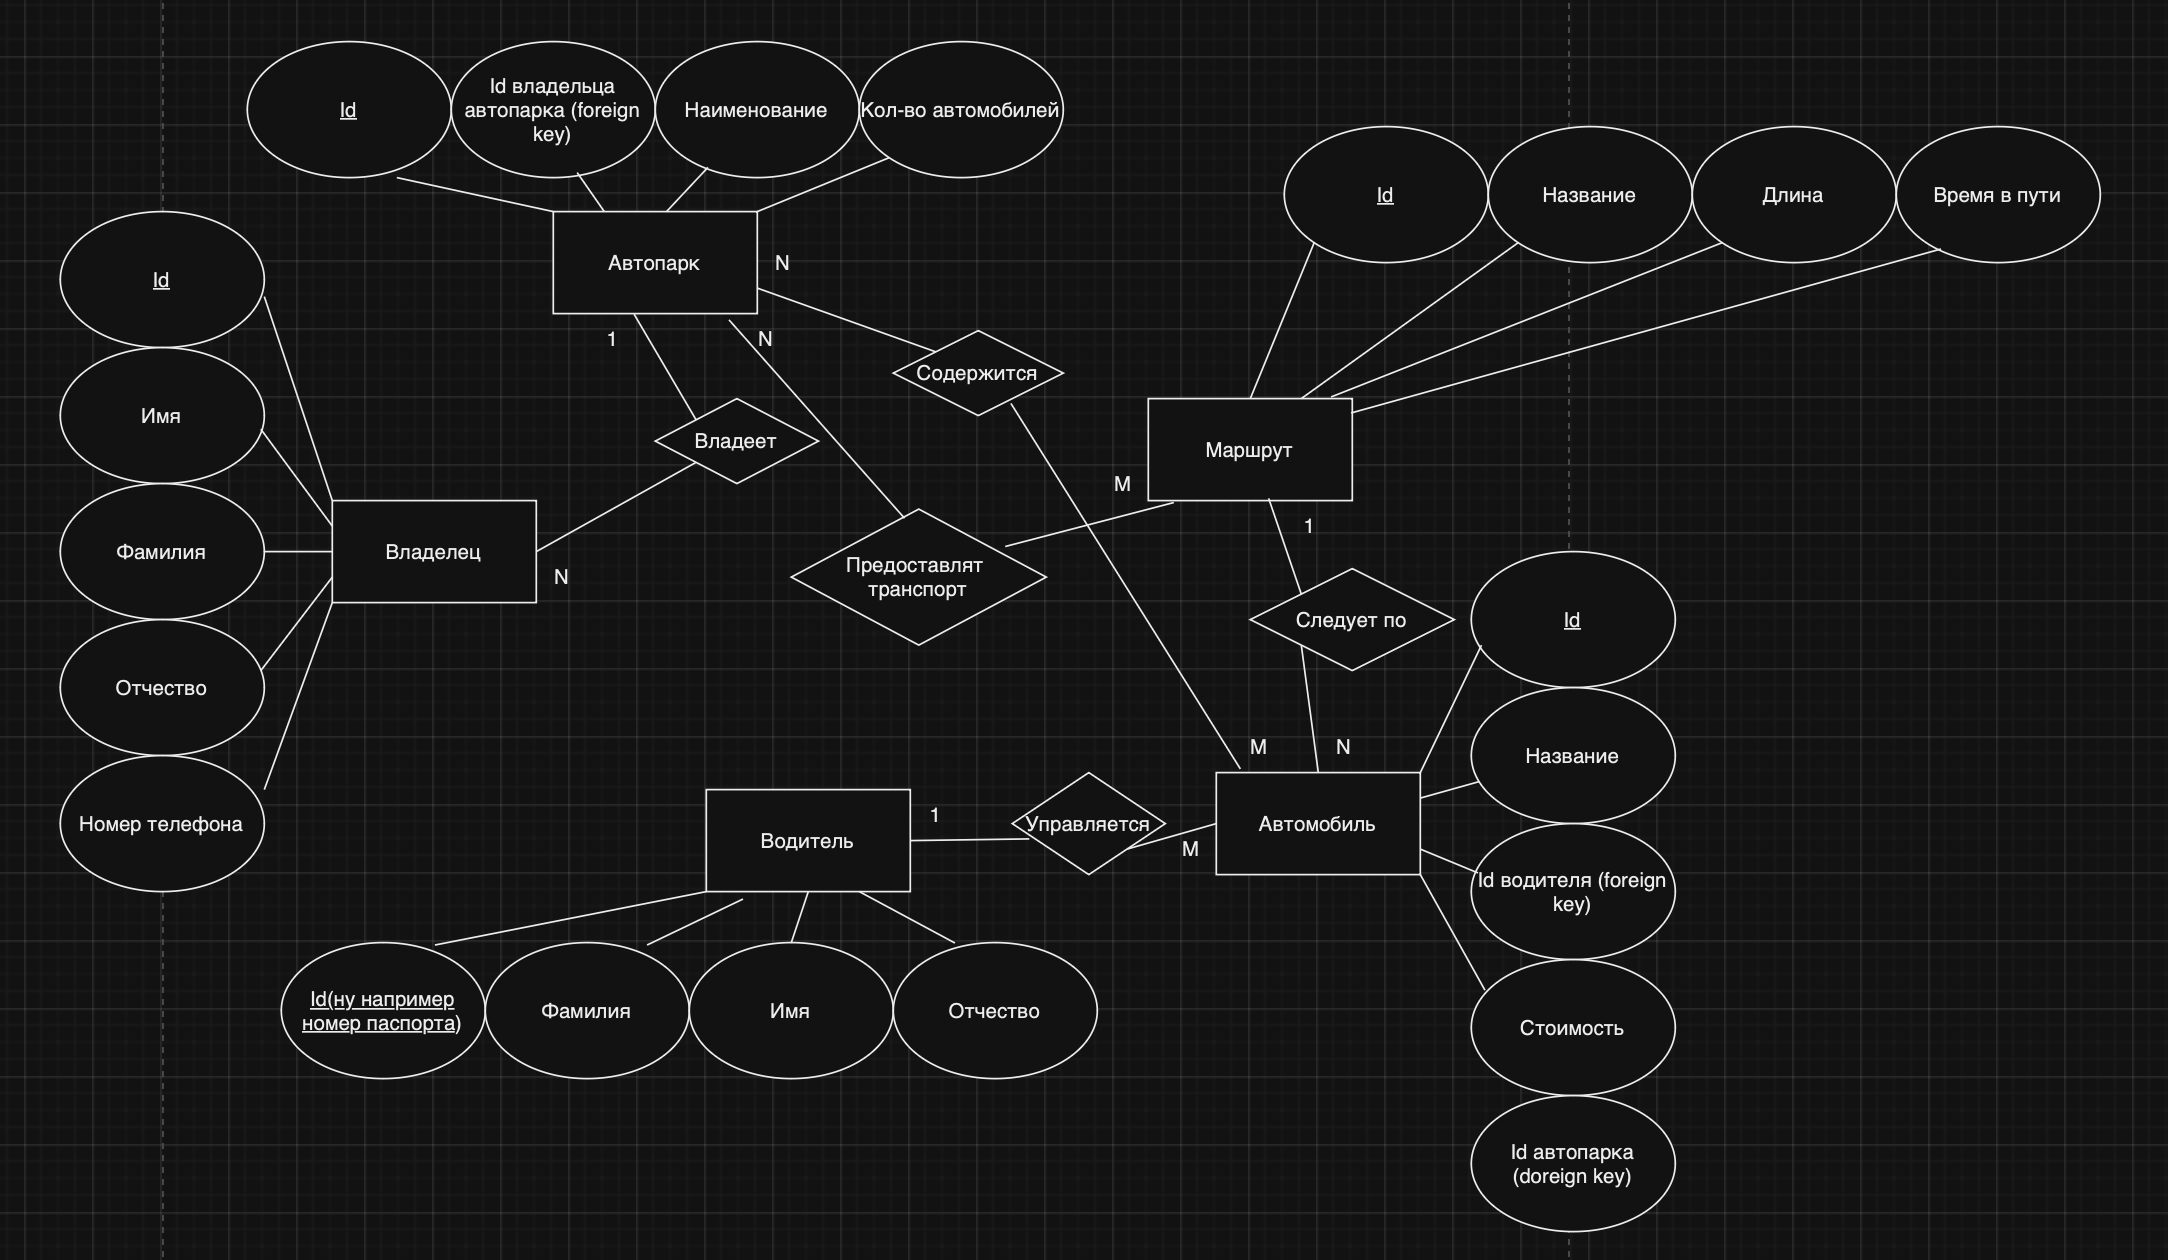 Id
Id владельца
автопарка (foreign
key)
Наименование
Кол-во автомобилей
Id
Название
Длина
Время в пути
Автопарк
N
Id
1
N
Содержится
Имя
Владеет
Маршрут
M
1
Фамилия
Владелец
N
Предоставлят
транспорт
Следует по
Id
Отчество
M
N
Название
Номер телефона
Водитель
1
Управляется
M
Автомобиль
Id водителя (foreign
key)
Id(ну например
номер паспорта)
Фамилия
Имя
Отчество
Стоимость
Id автопарка
(doreign key)